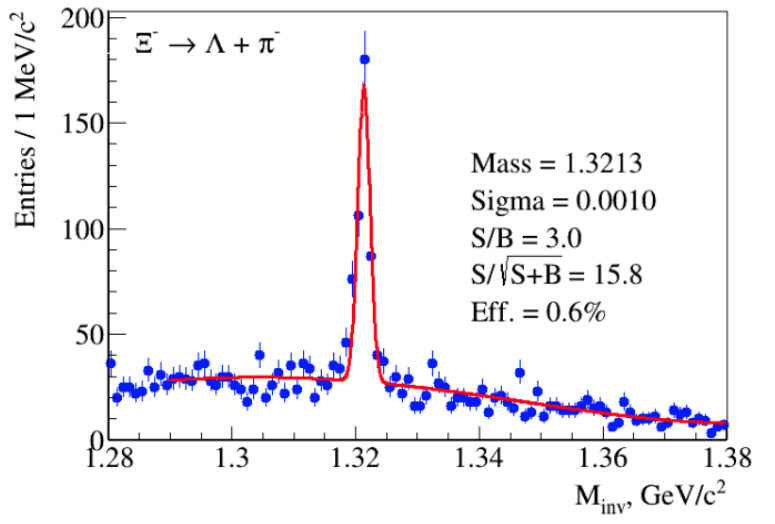 Ξ⁻ → Λ + π⁻
Entries / 1 MeV/c²
200
150
100
50
0
Mass = 1.3213
Sigma = 0.0010
S/B = 3.0
S/√S+B = 15.8
Eff. = 0.6%
1.28 1.3 1.32 1.34 1.36 1.38
M_inv, GeV/c²